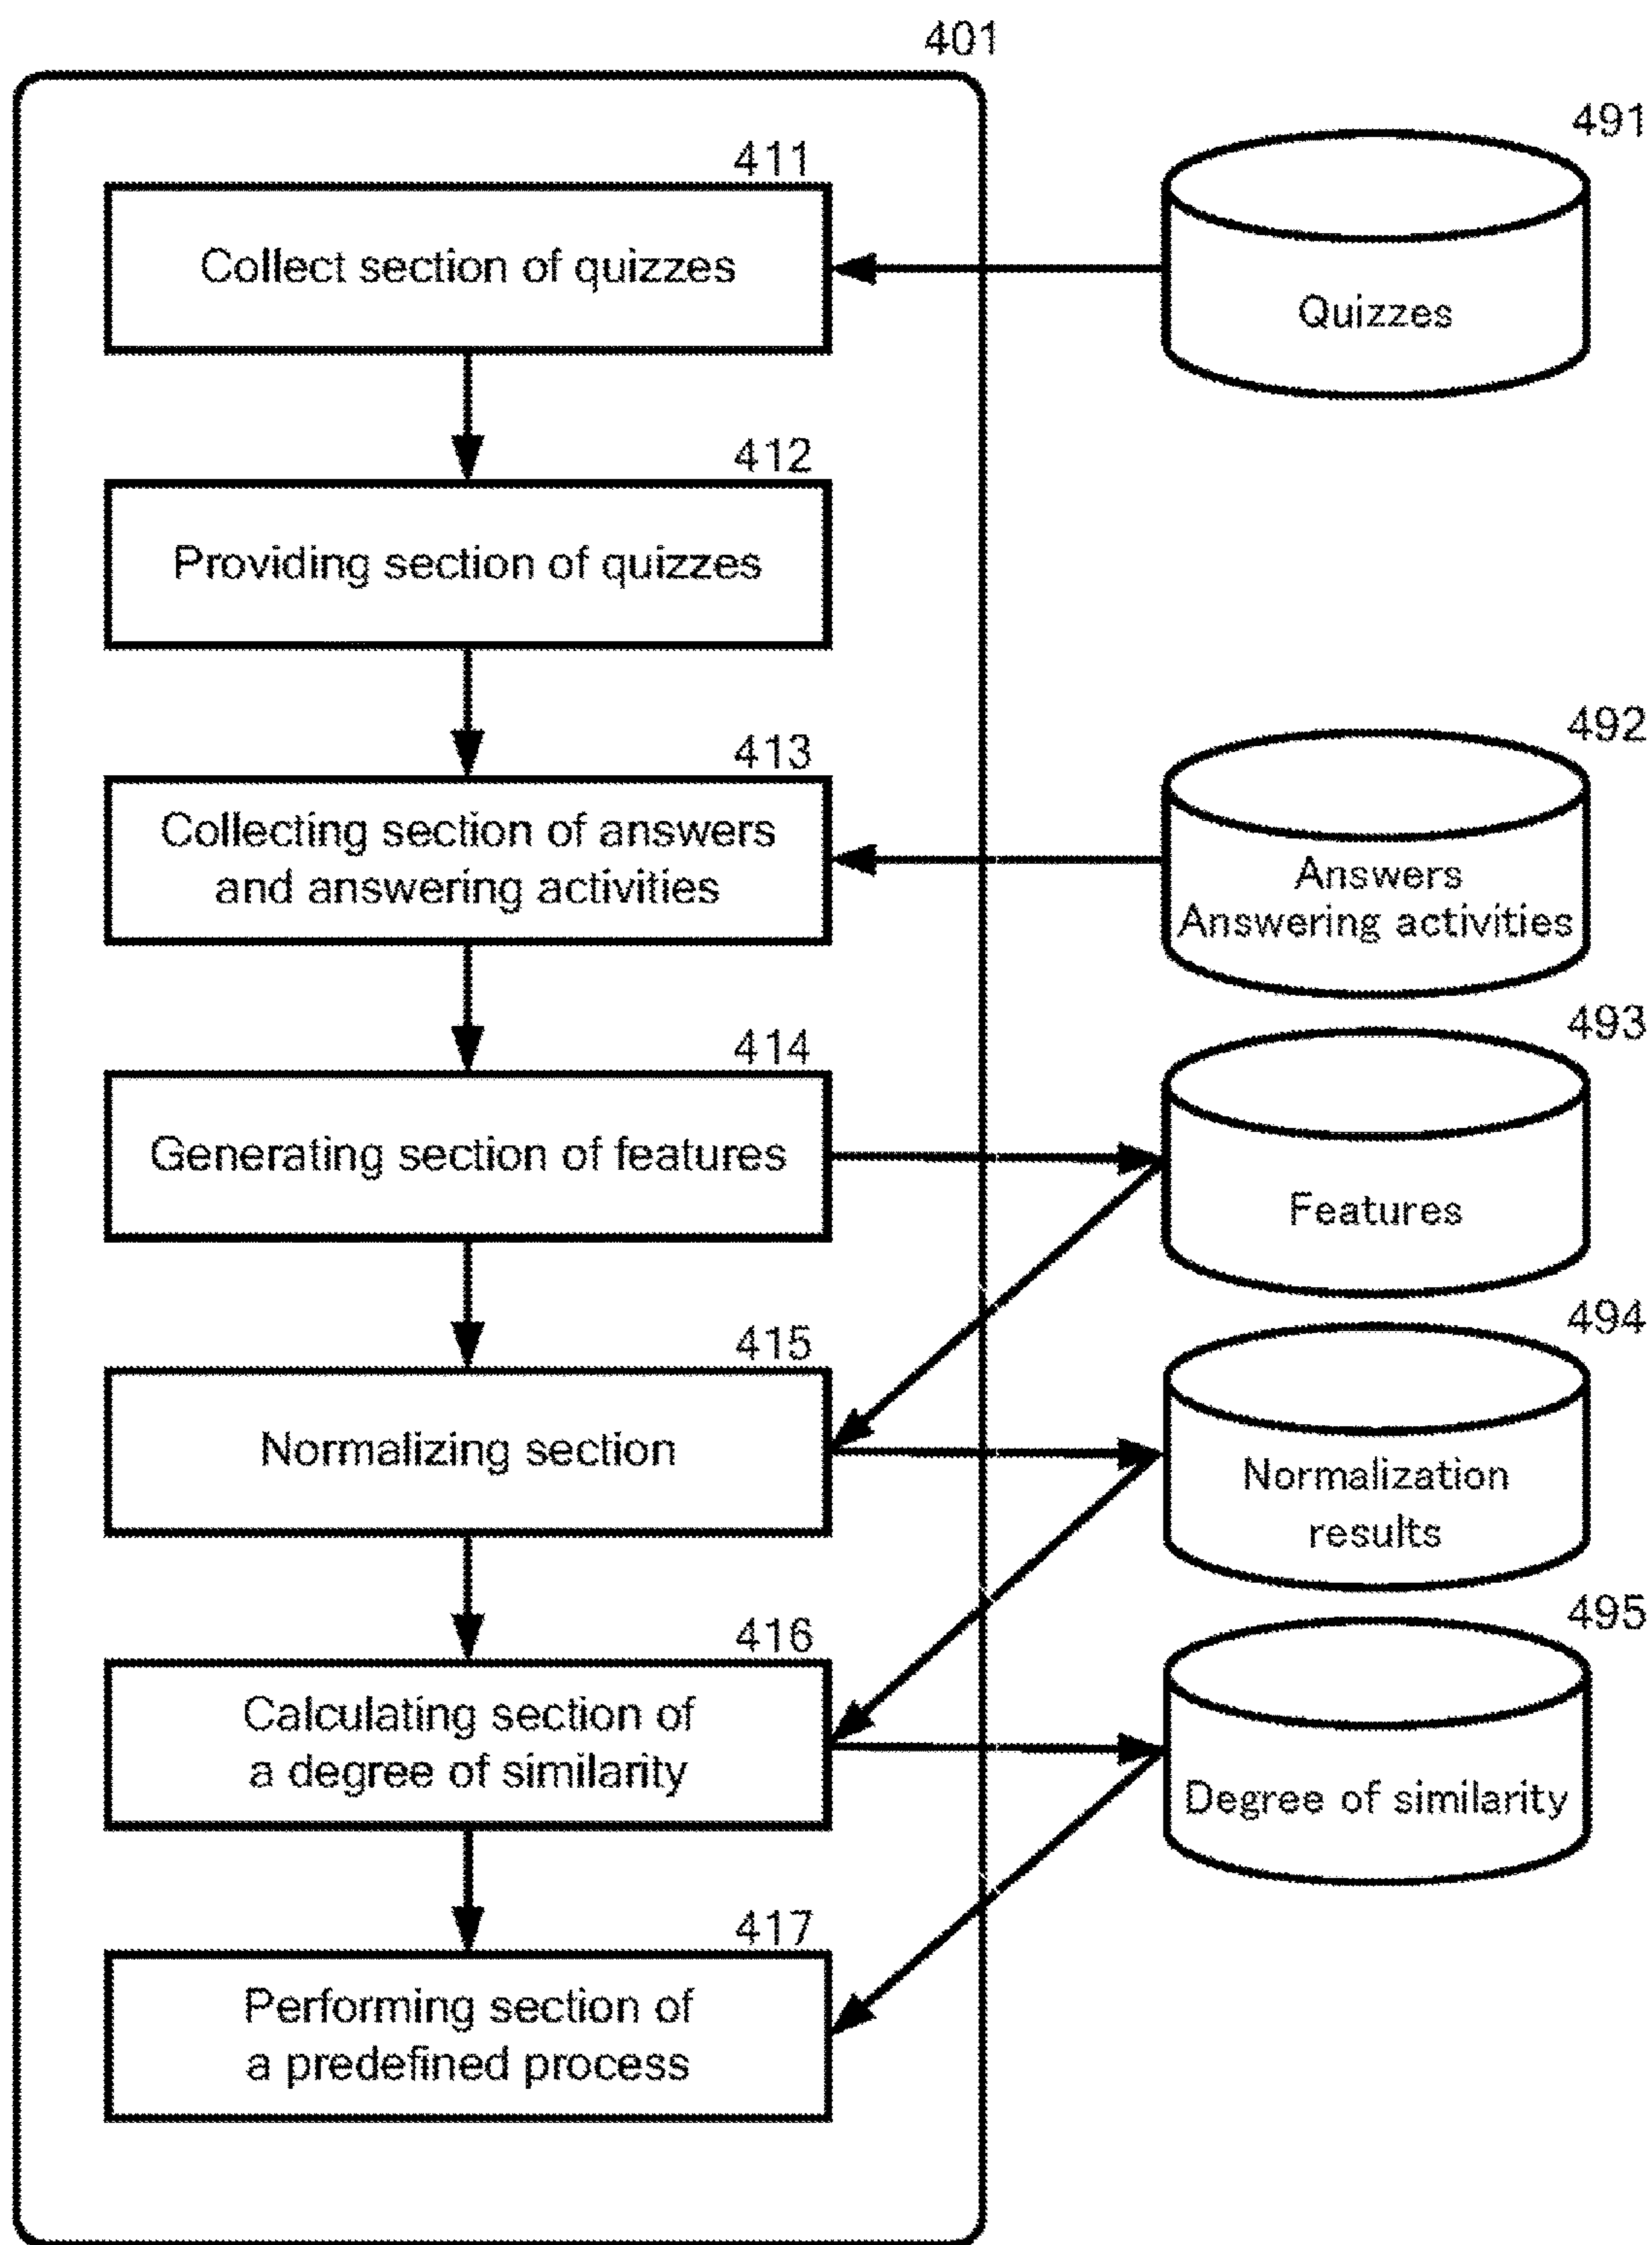 401
491
411
Collect section of quizzes
Quizzes
412
Providing section of quizzes
492
413
Collecting section of answers
and answering activities
Answers
Answering activities
493
414
Generating section of features
Features
494
415
Normalizing section
Normalization
results
495
416
Calculating section of
a degree of similarity
Degree of similarity
417
Performing section of
a predefined process